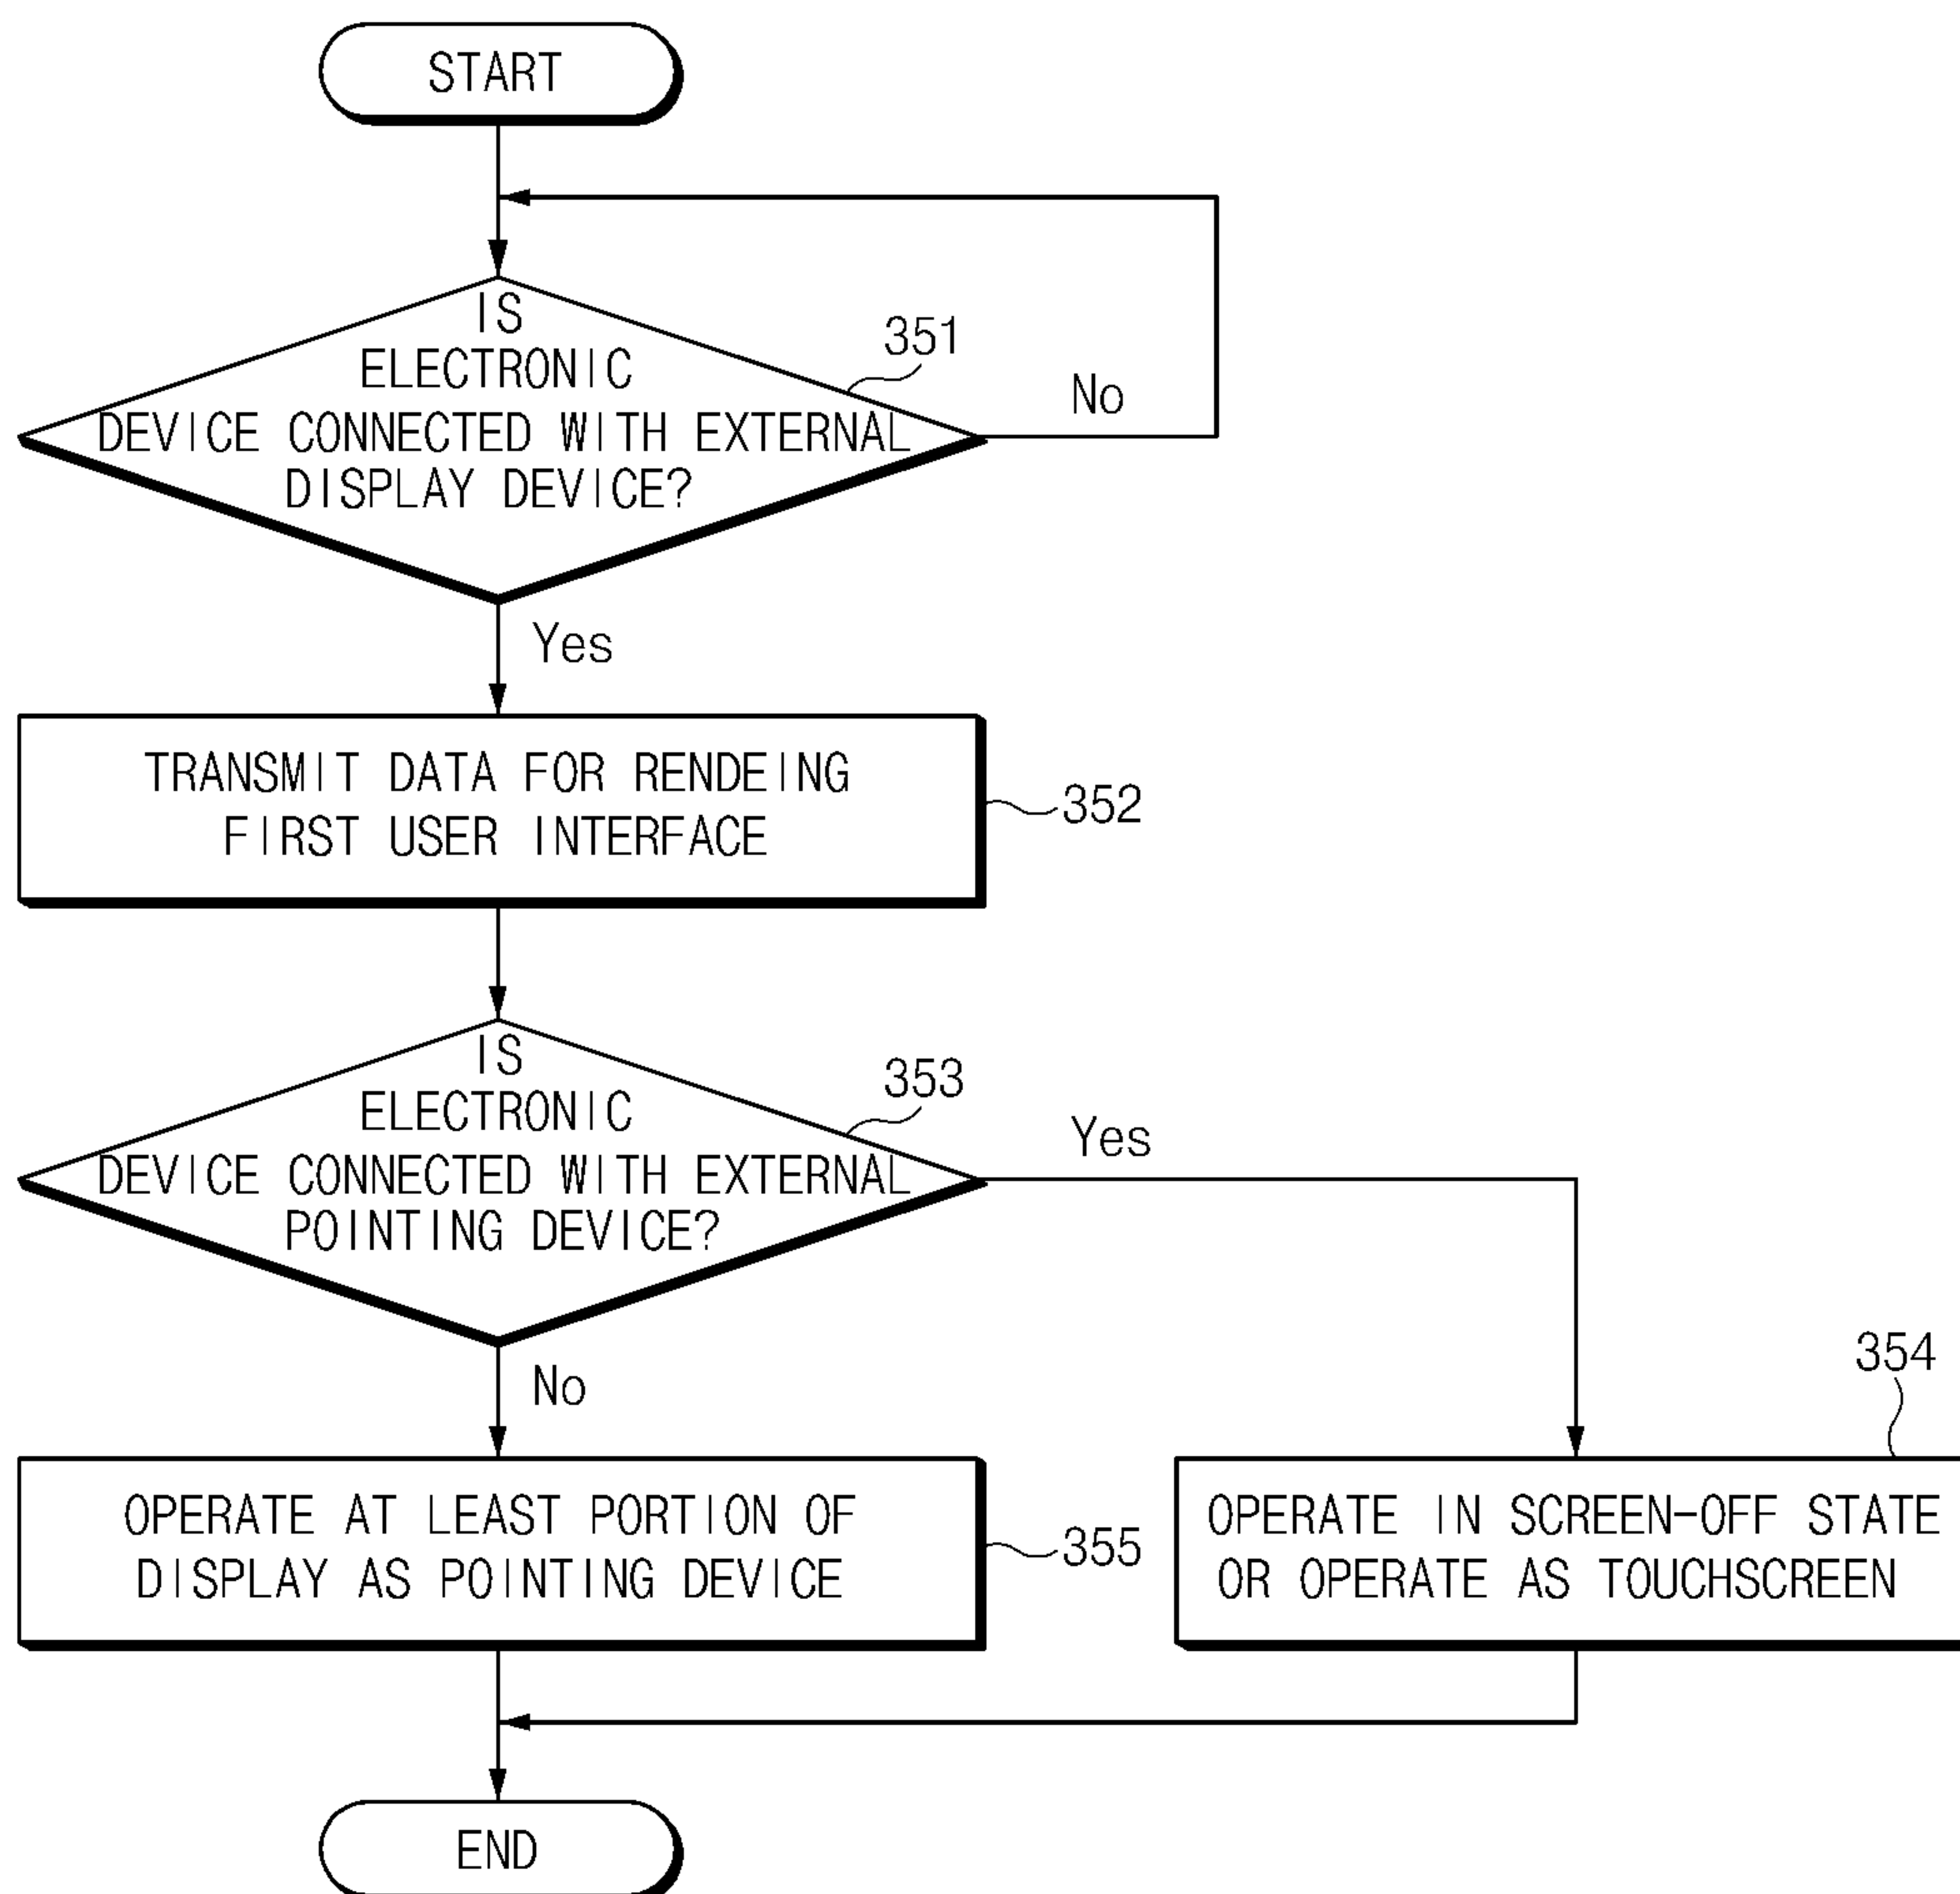 START
IS
ELECTRONIC
DEVICE CONNECTED WITH EXTERNAL
DISPLAY DEVICE?
351
No
Yes
TRANSMIT DATA FOR RENDEING
FIRST USER INTERFACE
352
IS
ELECTRONIC
DEVICE CONNECTED WITH EXTERNAL
POINTING DEVICE?
353
Yes
No
354
OPERATE AT LEAST PORTION OF
DISPLAY AS POINTING DEVICE
355
OPERATE IN SCREEN-OFF STATE
OR OPERATE AS TOUCHSCREEN
END